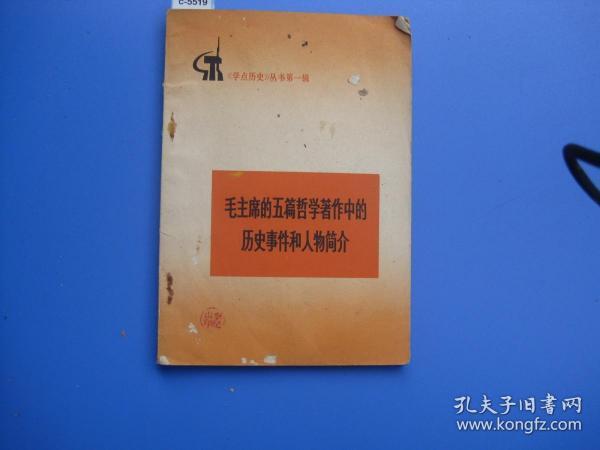 c-5519
《学点历史》丛书第一辑
毛主席的五篇哲学著作中的
历史事件和人物简介
孔夫子旧书网
www.kongfz.com